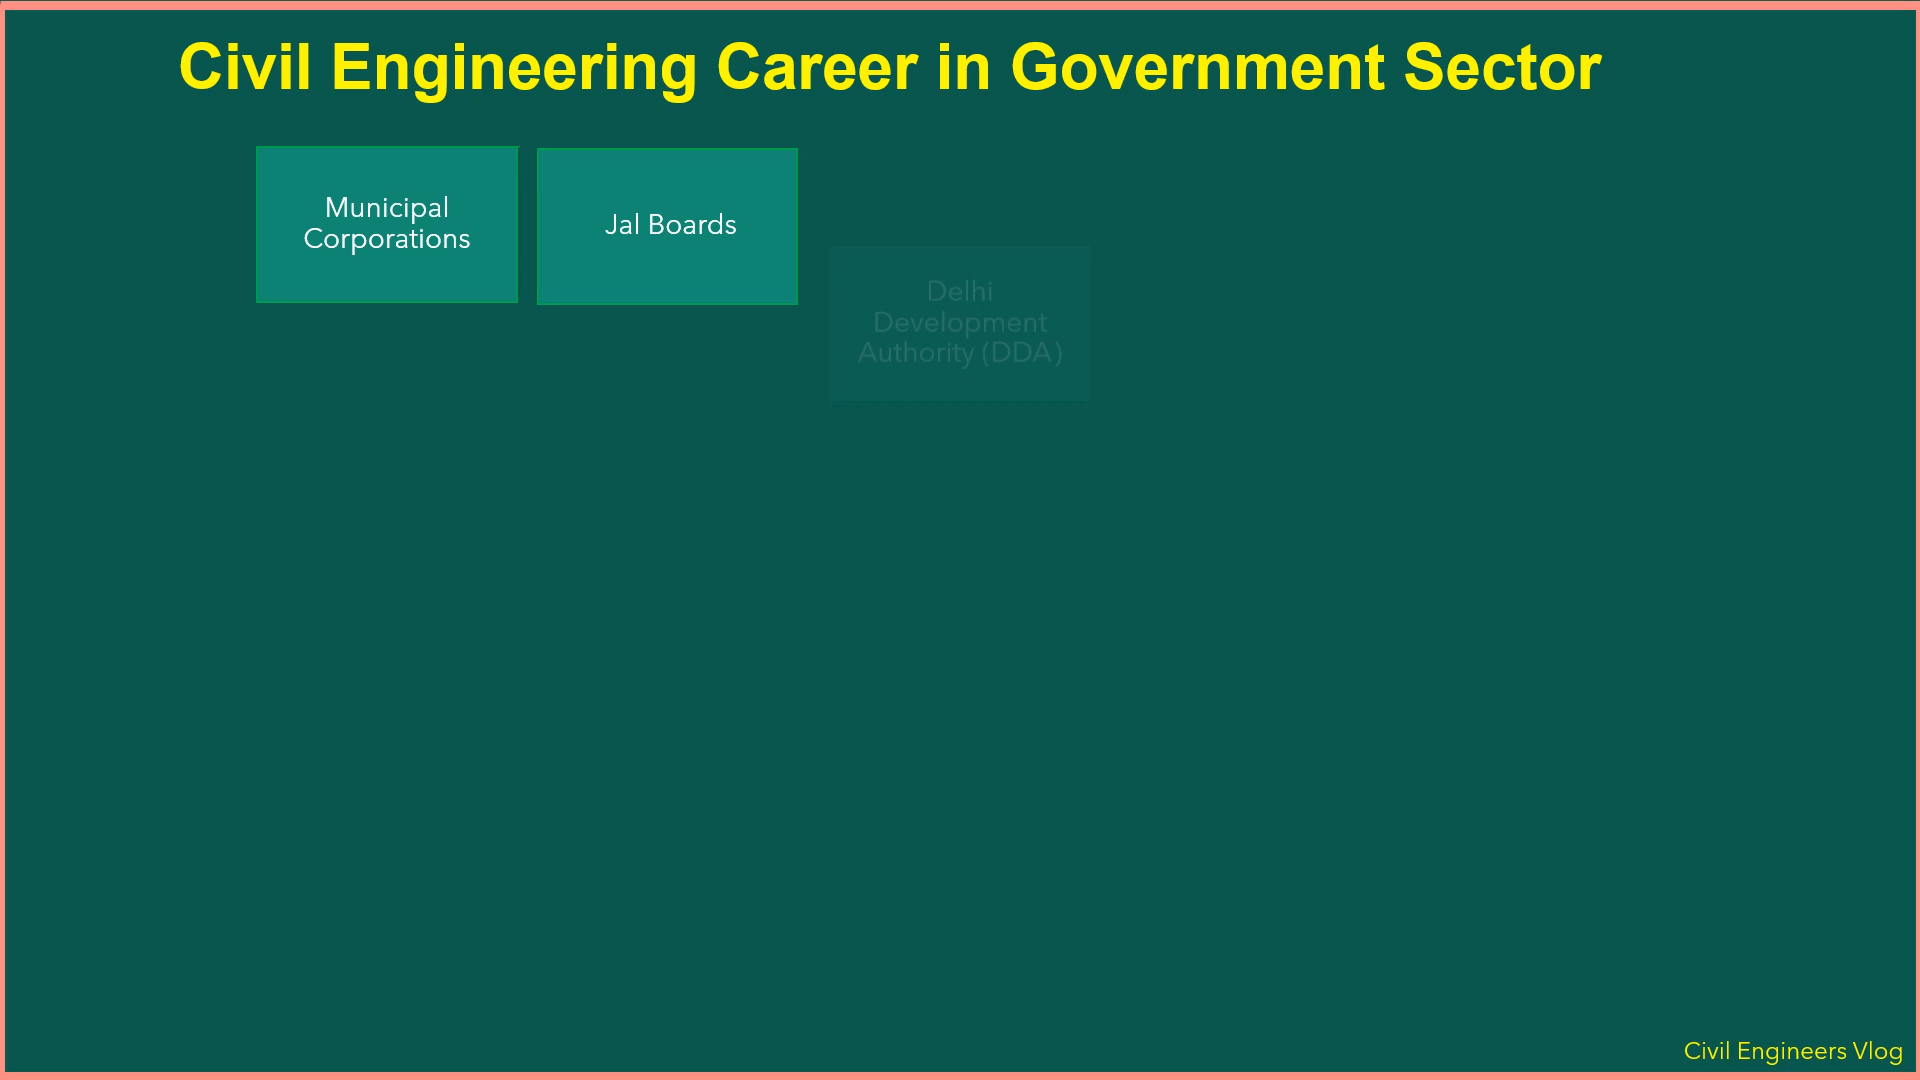 Civil Engineering Career in Government Sector
Municipal
Corporations
Jal Boards
Delhi
Development
Authority (DDA)
Civil Engineers Vlog